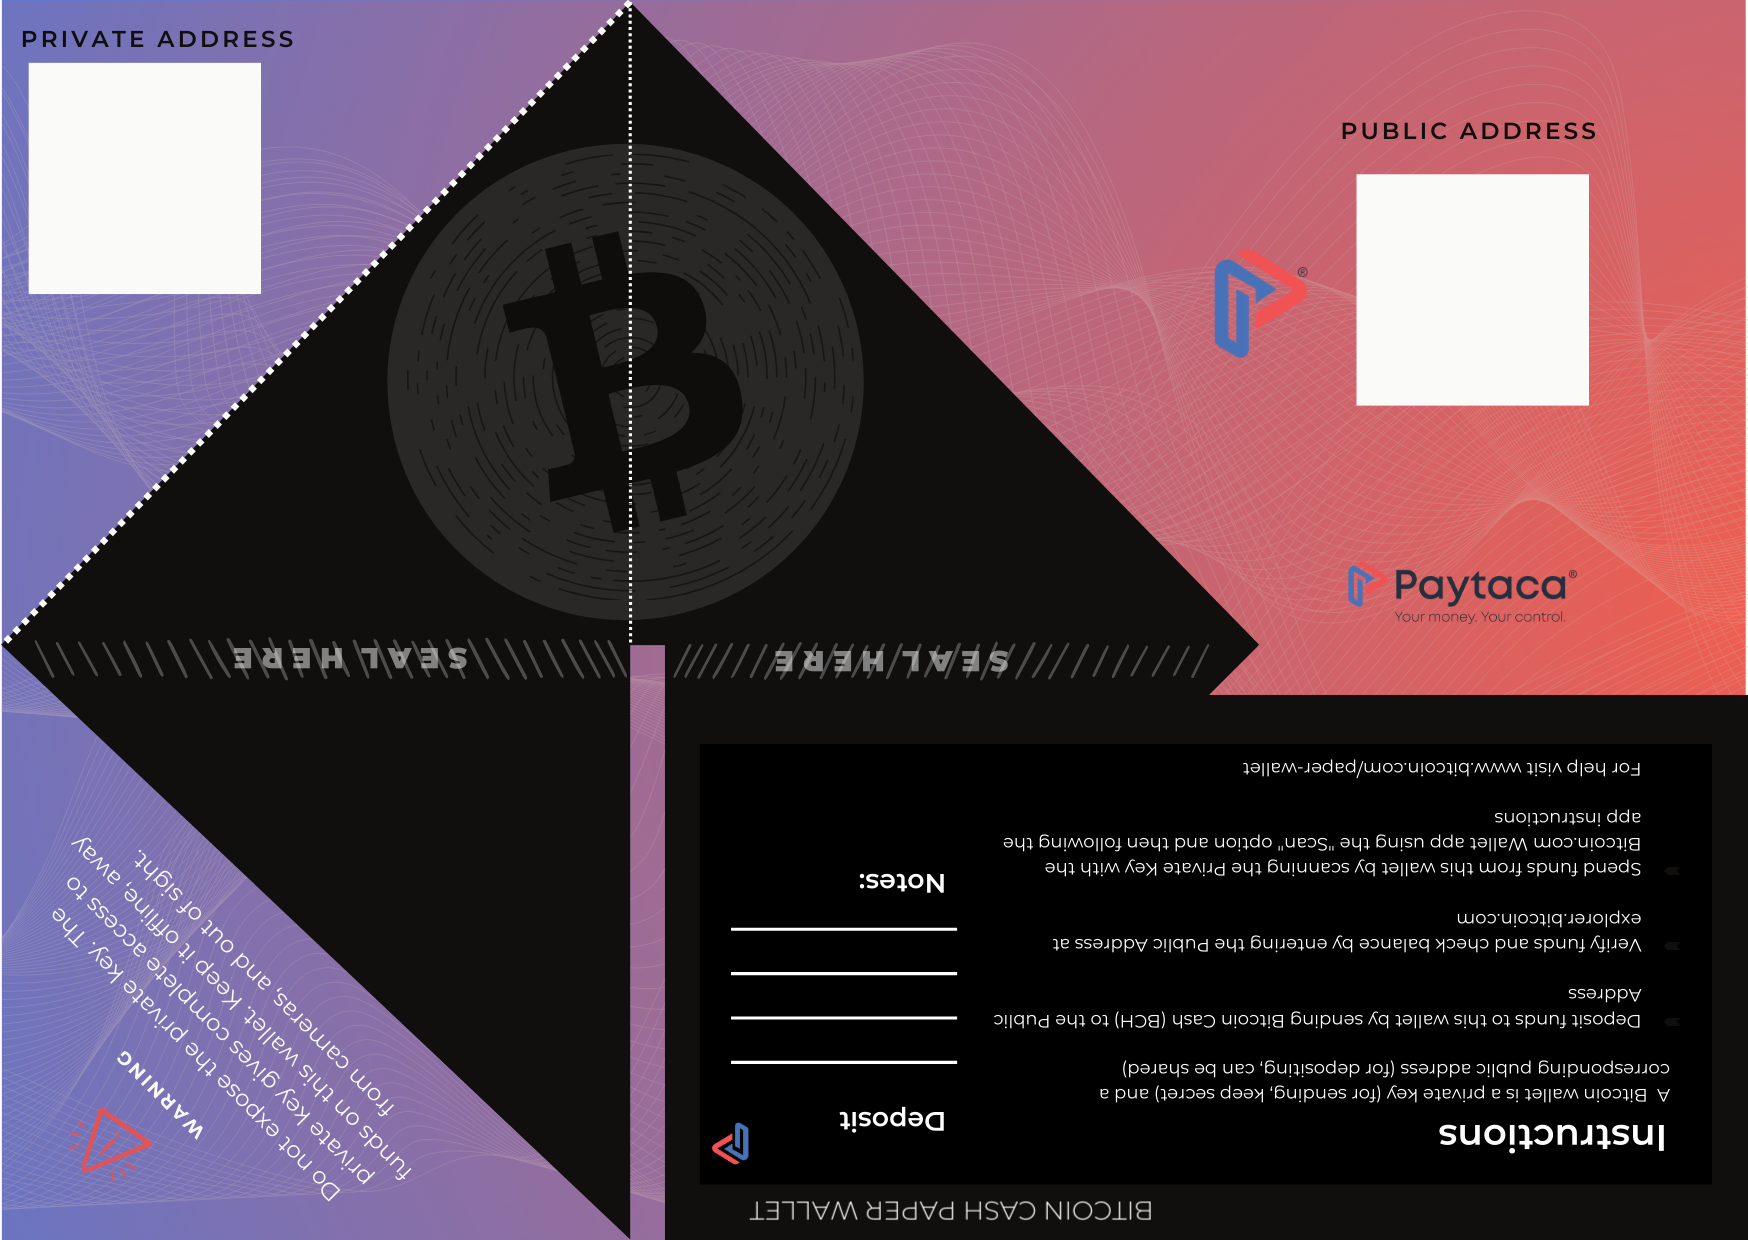 PRIVATE ADDRESS
PUBLIC ADDRESS
®
Paytaca®
Your money. Your control.
SEAL HERE
SEAL HERE
WARNING
Do not expose the private key. The
private key gives complete access to
funds on this wallet. Keep it offline, away
from cameras, and out of sight.
BITCOIN CASH PAPER WALLET
Instructions
A Bitcoin wallet is a private key (for sending, keep secret) and a
corresponding public address (for depositing, can be shared)
Deposit funds to this wallet by sending Bitcoin Cash (BCH) to the Public
Address
Verify funds and check balance by entering the Public Address at
explorer.bitcoin.com
Spend funds from this wallet by scanning the Private Key with the
Bitcoin.com Wallet app using the "Scan" option and then following the
app instructions
For help visit www.bitcoin.com/paper-wallet
Deposit
Notes: